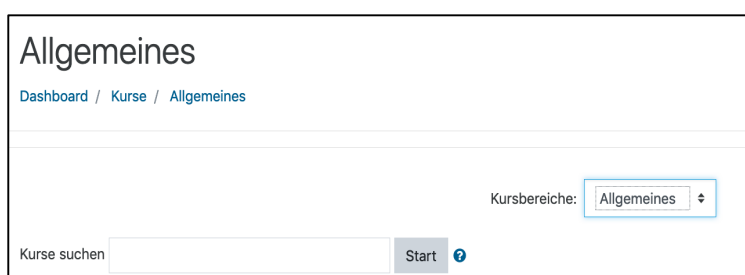 Allgemeines
Dashboard / Kurse / Allgemeines
Kursbereiche: Allgemeines
Kurse suchen Start ?